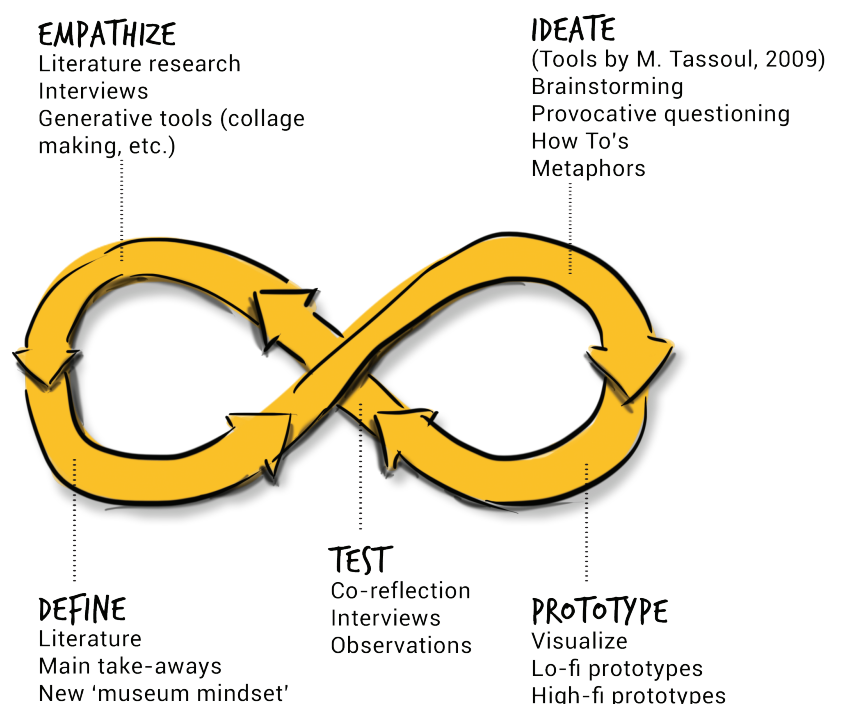 EMPATHIZE
Literature research
Interviews
Generative tools (collage
making, etc.)
IDEATE
(Tools by M. Tassoul, 2009)
Brainstorming
Provocative questioning
How To's
Metaphors
TEST
Co-reflection
Interviews
Observations
DEFINE
Literature
Main take-aways
New ‘museum mindset’
PROTOTYPE
Visualize
Lo-fi prototypes
High-fi prototypes